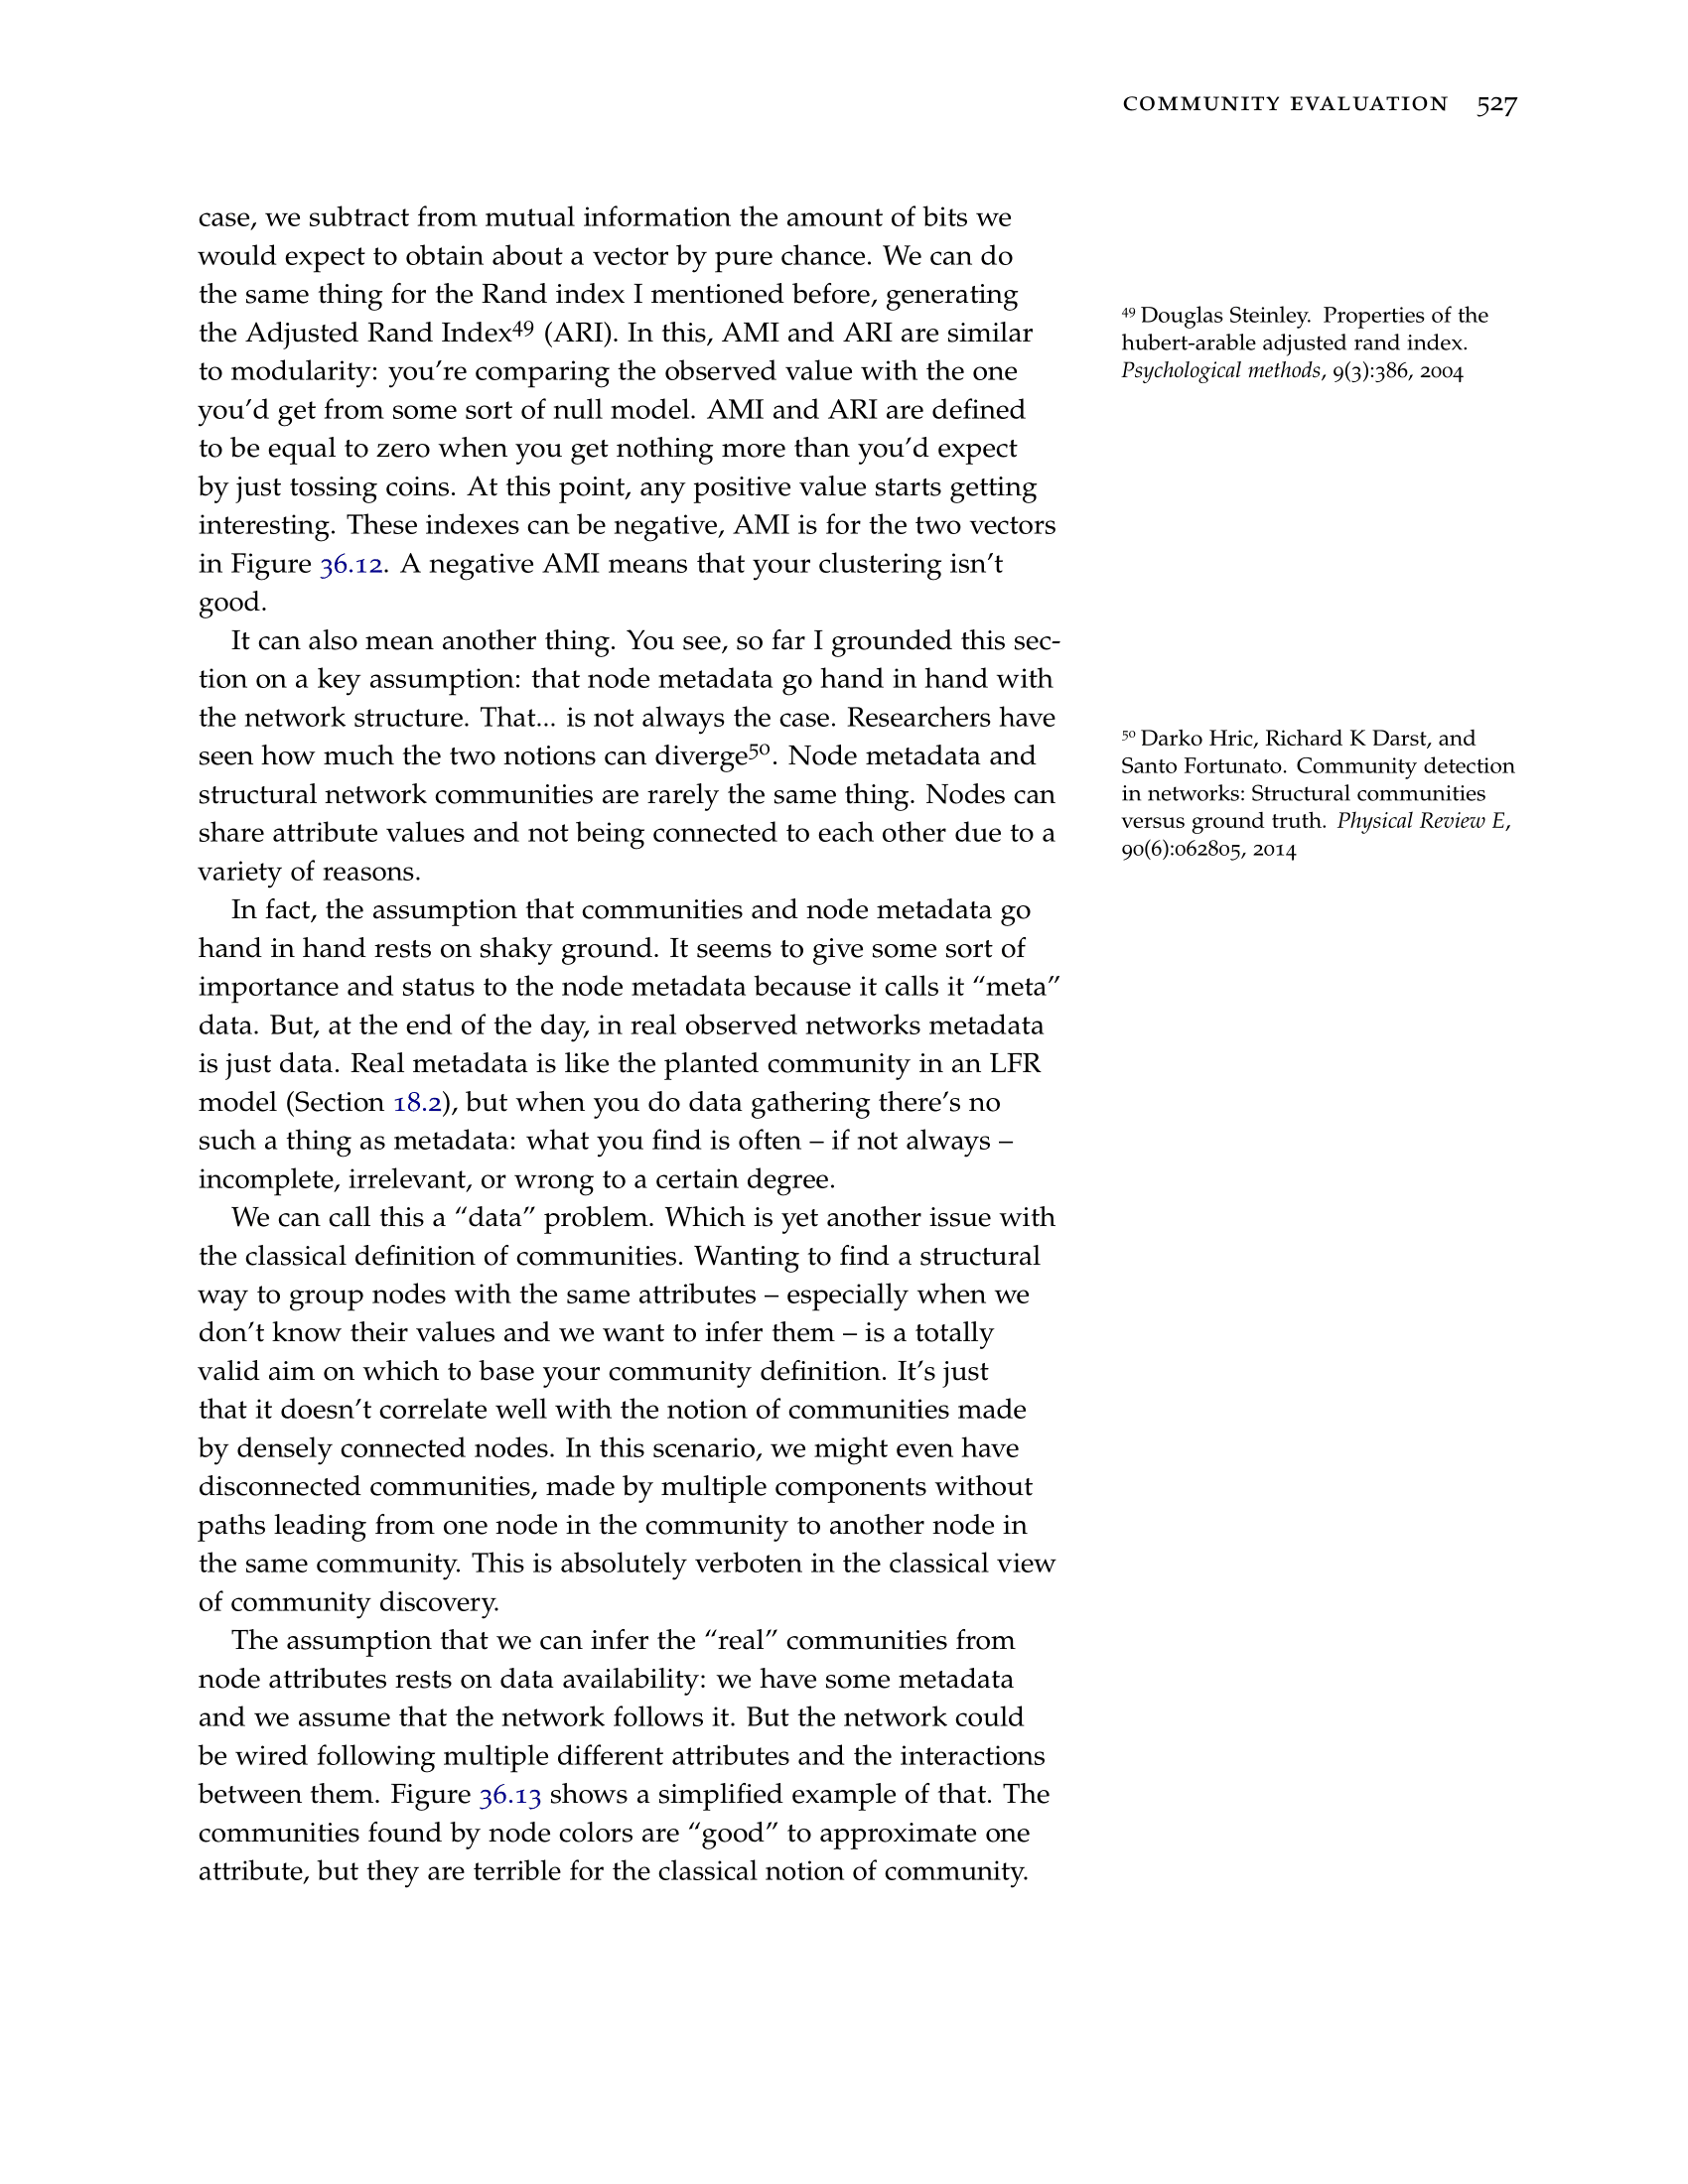 COMMUNITY EVALUATION 527
case, we subtract from mutual information the amount of bits we
would expect to obtain about a vector by pure chance. We can do
the same thing for the Rand index I mentioned before, generating
the Adjusted Rand Index49 (ARI). In this, AMI and ARI are similar
to modularity: you're comparing the observed value with the one
you'd get from some sort of null model. AMI and ARI are defined
to be equal to zero when you get nothing more than you'd expect
by just tossing coins. At this point, any positive value starts getting
interesting. These indexes can be negative, AMI is for the two vectors
in Figure 36.12. A negative AMI means that your clustering isn't
good.
It can also mean another thing. You see, so far I grounded this sec-
tion on a key assumption: that node metadata go hand in hand with
the network structure. That... is not always the case. Researchers have
seen how much the two notions can diverge50. Node metadata and
structural network communities are rarely the same thing. Nodes can
share attribute values and not being connected to each other due to a
variety of reasons.
In fact, the assumption that communities and node metadata go
hand in hand rests on shaky ground. It seems to give some sort of
importance and status to the node metadata because it calls it “meta”
data. But, at the end of the day, in real observed networks metadata
is just data. Real metadata is like the planted community in an LFR
model (Section 18.2), but when you do data gathering there's no
such a thing as metadata: what you find is often – if not always –
incomplete, irrelevant, or wrong to a certain degree.
We can call this a “data” problem. Which is yet another issue with
the classical definition of communities. Wanting to find a structural
way to group nodes with the same attributes – especially when we
don't know their values and we want to infer them – is a totally
valid aim on which to base your community definition. It's just
that it doesn't correlate well with the notion of communities made
by densely connected nodes. In this scenario, we might even have
disconnected communities, made by multiple components without
paths leading from one node in the community to another node in
the same community. This is absolutely verboten in the classical view
of community discovery.
The assumption that we can infer the “real” communities from
node attributes rests on data availability: we have some metadata
and we assume that the network follows it. But the network could
be wired following multiple different attributes and the interactions
between them. Figure 36.13 shows a simplified example of that. The
communities found by node colors are “good” to approximate one
attribute, but they are terrible for the classical notion of community.
49 Douglas Steinley. Properties of the
hubert-arable adjusted rand index.
Psychological methods, 9(3):386, 2004
50 Darko Hric, Richard K Darst, and
Santo Fortunato. Community detection
in networks: Structural communities
versus ground truth. Physical Review E,
90(6):062805, 2014